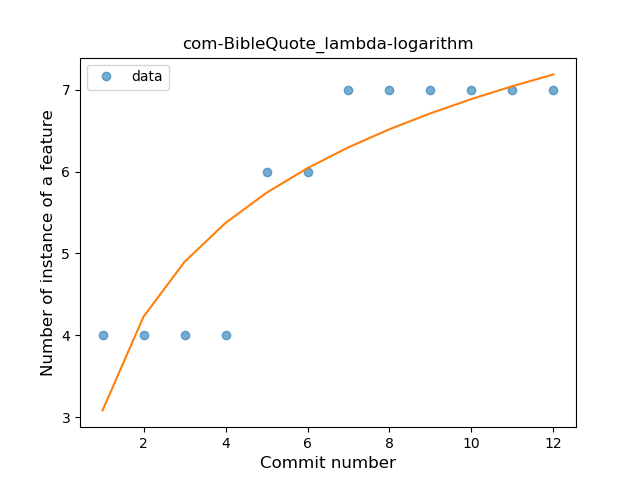 com-BibleQuote_lambda-logarithm
data
7
6
5
4
3
Number of instance of a feature
2 4 6 8 10 12
Commit number